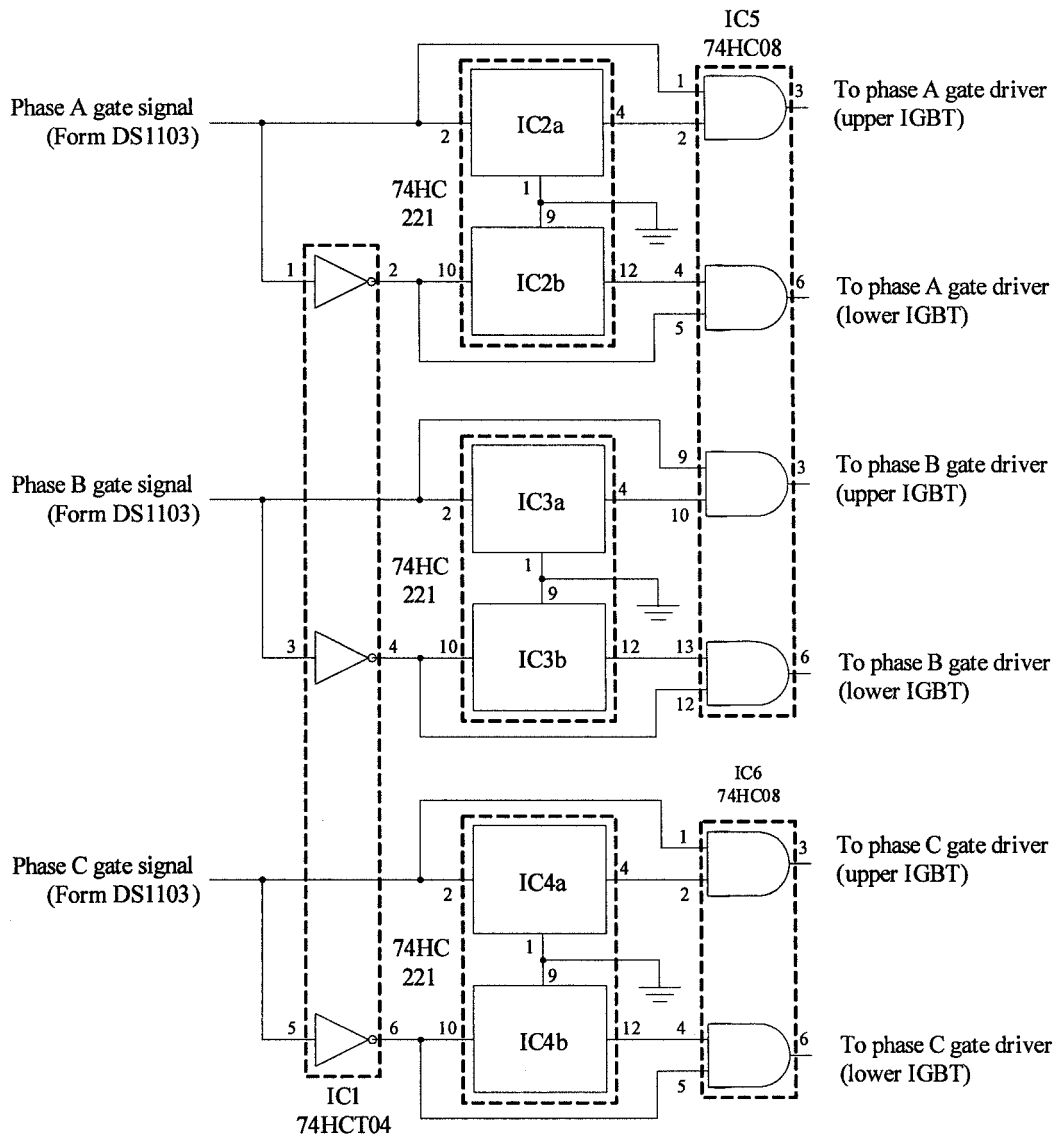 IC5
74HC08
Phase A gate signal
(Form DS1103)
2
IC2a
4
1
2
3
To phase A gate driver
(upper IGBT)
74HC
221
1
9
1
2
10
IC2b
12
4
5
6
To phase A gate driver
(lower IGBT)
Phase B gate signal
(Form DS1103)
2
IC3a
4
9
10
3
To phase B gate driver
(upper IGBT)
74HC
221
1
9
3
4
10
IC3b
12
13
12
6
To phase B gate driver
(lower IGBT)
IC6
74HC08
Phase C gate signal
(Form DS1103)
2
IC4a
4
1
2
3
To phase C gate driver
(upper IGBT)
74HC
221
1
9
5
6
10
IC4b
12
4
5
6
To phase C gate driver
(lower IGBT)
IC1
74HCT04